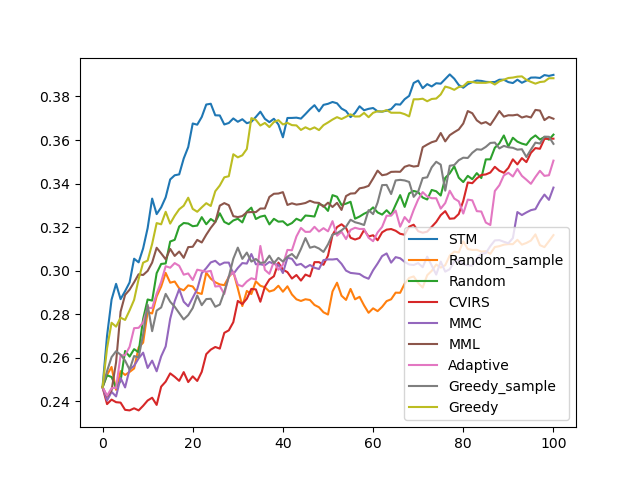 0.38
0.36
0.34
0.32
0.30
0.28
0.26
0.24
0
20
40
60
80
100
STM
Random_sample
Random
CVIRS
MMC
MML
Adaptive
Greedy_sample
Greedy